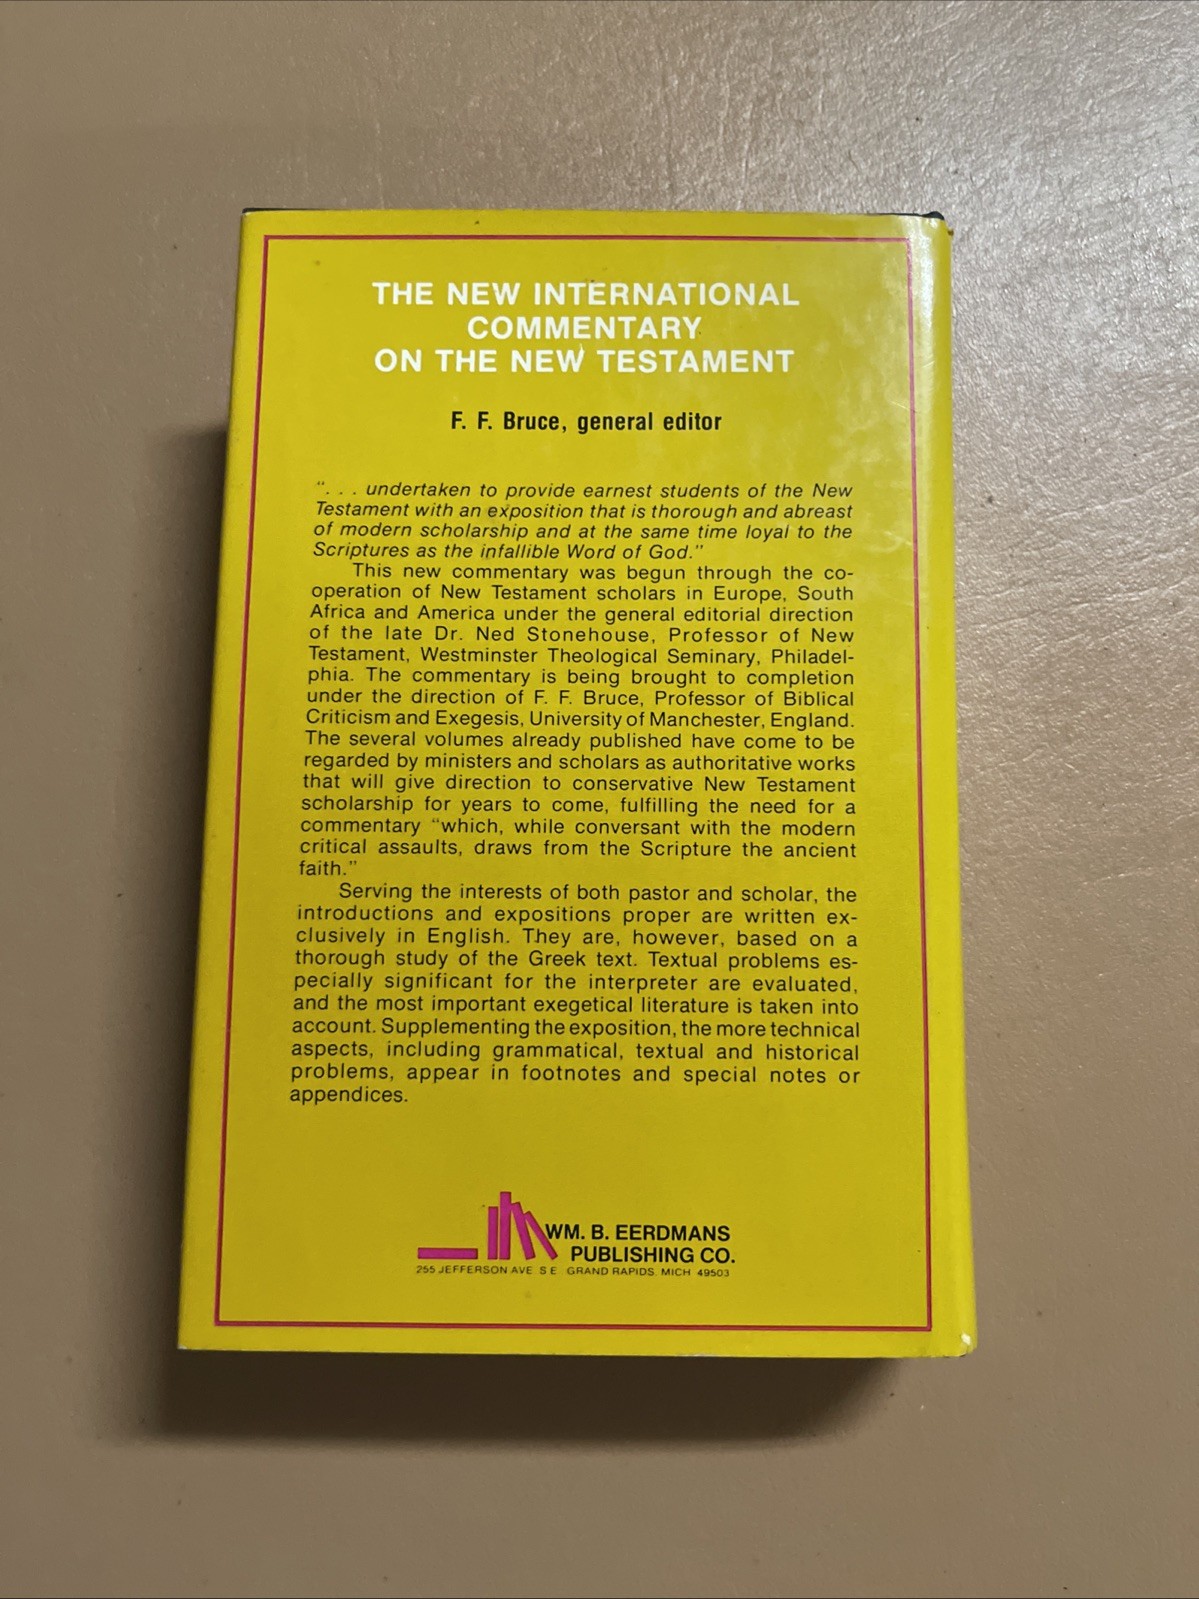 THE NEW INTERNATIONAL
COMMENTARY
ON THE NEW TESTAMENT
F. F. Bruce, general editor
". . . undertaken to provide earnest students of the New
Testament with an exposition that is thorough and abreast
of modern scholarship and at the same time loyal to the
Scriptures as the infallible Word of God."
This new commentary was begun through the co-
operation of New Testament scholars in Europe, South
Africa and America under the general editorial direction
of the late Dr. Ned Stonehouse, Professor of New
Testament, Westminster Theological Seminary, Philadel-
phia. The commentary is being brought to completion
under the direction of F. F. Bruce, Professor of Biblical
Criticism and Exegesis, University of Manchester, England.
The several volumes already published have come to be
regarded by ministers and scholars as authoritative works
that will give direction to conservative New Testament
scholarship for years to come, fulfilling the need for a
commentary "which, while conversant with the modern
critical assaults, draws from the Scripture the ancient
faith."
Serving the interests of both pastor and scholar, the
introductions and expositions proper are written ex-
clusively in English. They are, however, based on a
thorough study of the Greek text. Textual problems es-
pecially significant for the interpreter are evaluated,
and the most important exegetical literature is taken into
account. Supplementing the exposition, the more technical
aspects, including grammatical, textual and historical
problems, appear in footnotes and special notes or
appendices.
WM. B. EERDMANS
PUBLISHING CO.
255 JEFFERSON AVE S E GRAND RAPIDS. MICH 49503